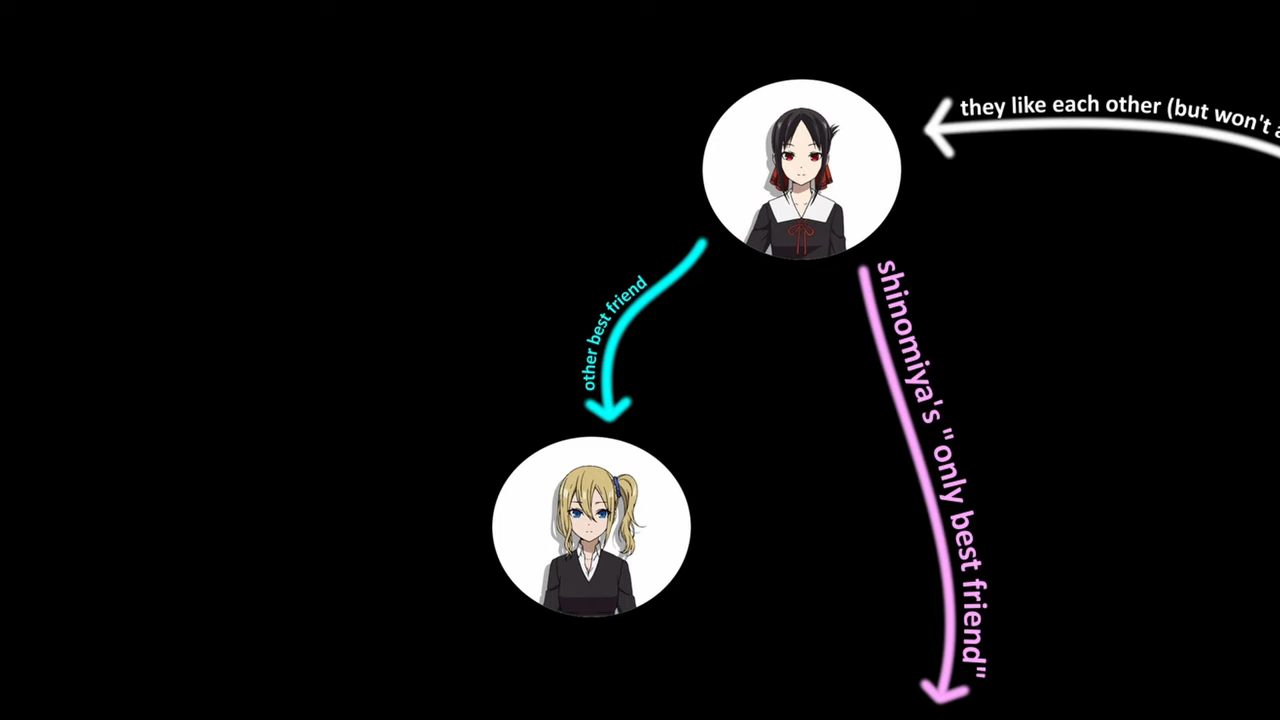 they like each other (but won't
other best friend
shinomiya's "only best friend"